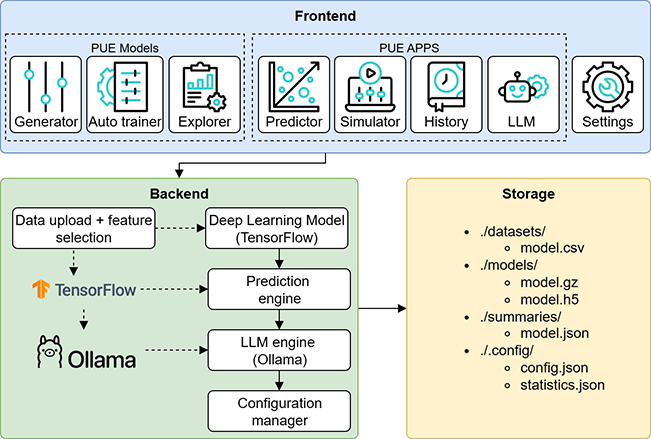 Frontend
PUE Models
PUE APPS
Generator
Auto trainer
Explorer
Predictor
Simulator
History
LLM
Settings
Backend
Data upload + feature
selection
Deep Learning Model
(TensorFlow)
TensorFlow
Prediction
engine
Ollama
LLM engine
(Ollama)
Configuration
manager
Storage
• ./datasets/
∘ model.csv
• ./models/
∘ model.gz
∘ model.h5
• ./summaries/
∘ model.json
• ./.config/
∘ config.json
∘ statistics.json